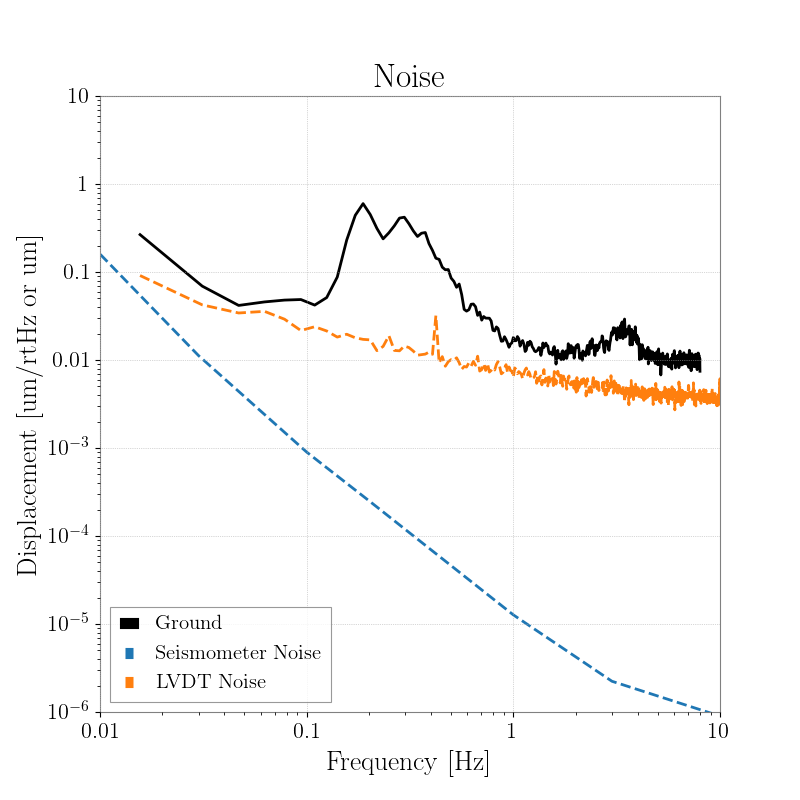 Noise
Displacement [um/rtHz or um]
10
1
0.1
0.01
10⁻³
10⁻⁴
10⁻⁵
10⁻⁶
Ground
Seismometer Noise
LVDT Noise
0.01 0.1 1 10
Frequency [Hz]